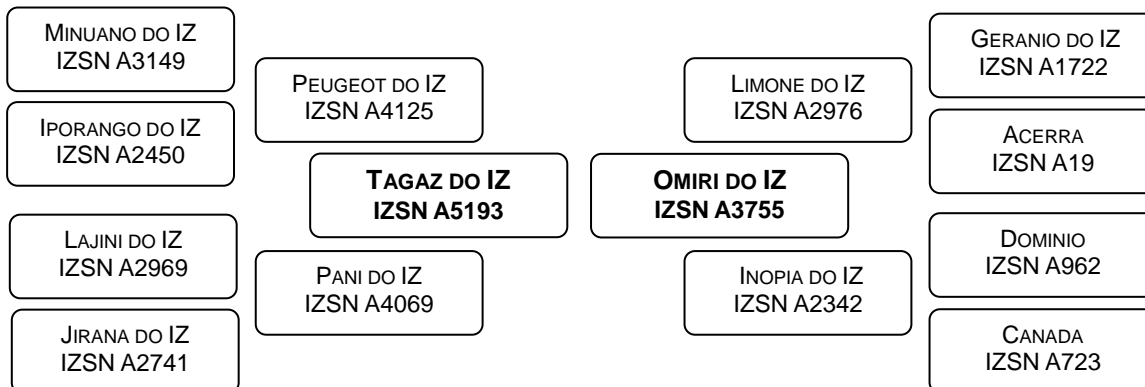 MINUANO DO IZ
IZSN A3149
IPORANGO DO IZ
IZSN A2450
LAJINI DO IZ
IZSN A2969
JIRANA DO IZ
IZSN A2741
PEUGEOT DO IZ
IZSN A4125
PANI DO IZ
IZSN A4069
TAGAZ DO IZ
IZSN A5193
OMIRI DO IZ
IZSN A3755
LIMONE DO IZ
IZSN A2976
INOPIA DO IZ
IZSN A2342
GERANIO DO IZ
IZSN A1722
ACERRA
IZSN A19
DOMINIO
IZSN A962
CANADA
IZSN A723